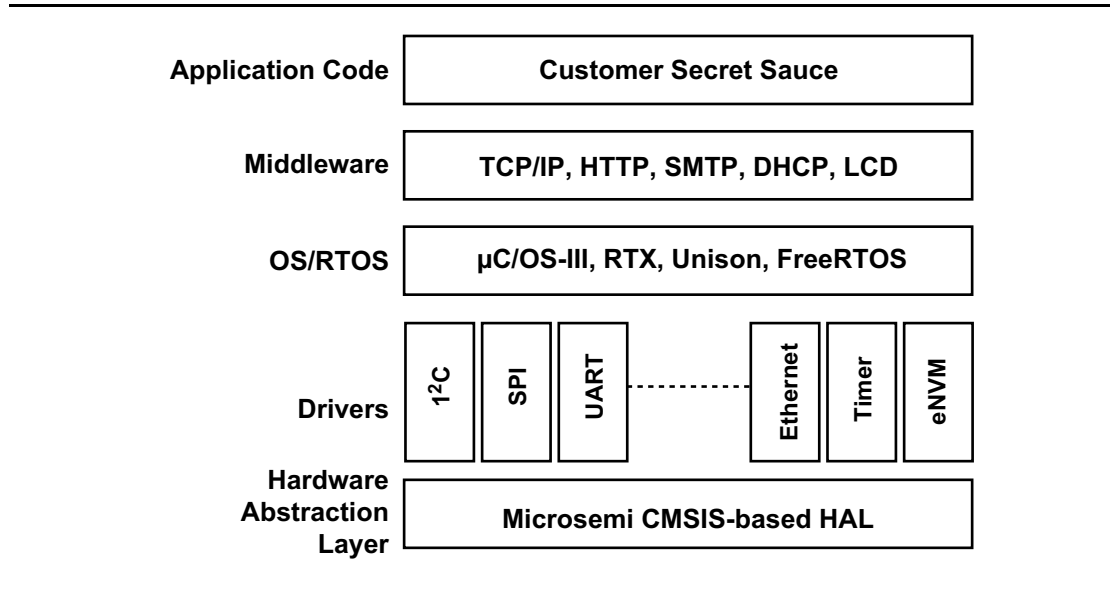 Application Code
Customer Secret Sauce
Middleware
TCP/IP, HTTP, SMTP, DHCP, LCD
OS/RTOS
µC/OS-III, RTX, Unison, FreeRTOS
Drivers
1²C
SPI
UART
Ethernet
Timer
eNVM
Hardware
Abstraction
Layer
Microsemi CMSIS-based HAL